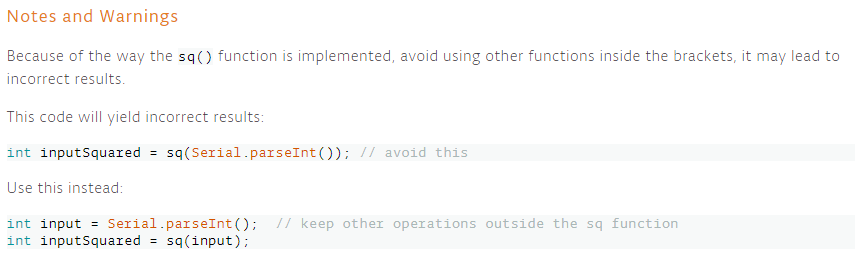 Notes and Warnings
Because of the way the sq() function is implemented, avoid using other functions inside the brackets, it may lead to
incorrect results.
This code will yield incorrect results:
int inputSquared = sq(Serial.parseInt()); // avoid this
Use this instead:
int input = Serial.parseInt();  // keep other operations outside the sq function
int inputSquared = sq(input);